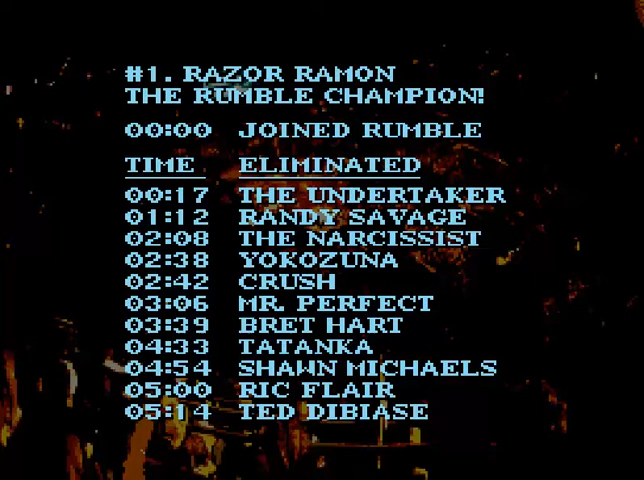 #1. RAZOR RAMON
THE RUMBLE CHAMPION!
00:00 JOINED RUMBLE
TIME ELIMINATED
00:17 THE UNDERTAKER
01:12 RANDY SAVAGE
02:08 THE NARCISSIST
02:38 YOKOZUNA
02:42 CRUSH
03:06 MR. PERFECT
03:39 BRET HART
04:33 TATANKA
04:54 SHAWN MICHAELS
05:00 RIC FLAIR
05:14 TED DIBIASE